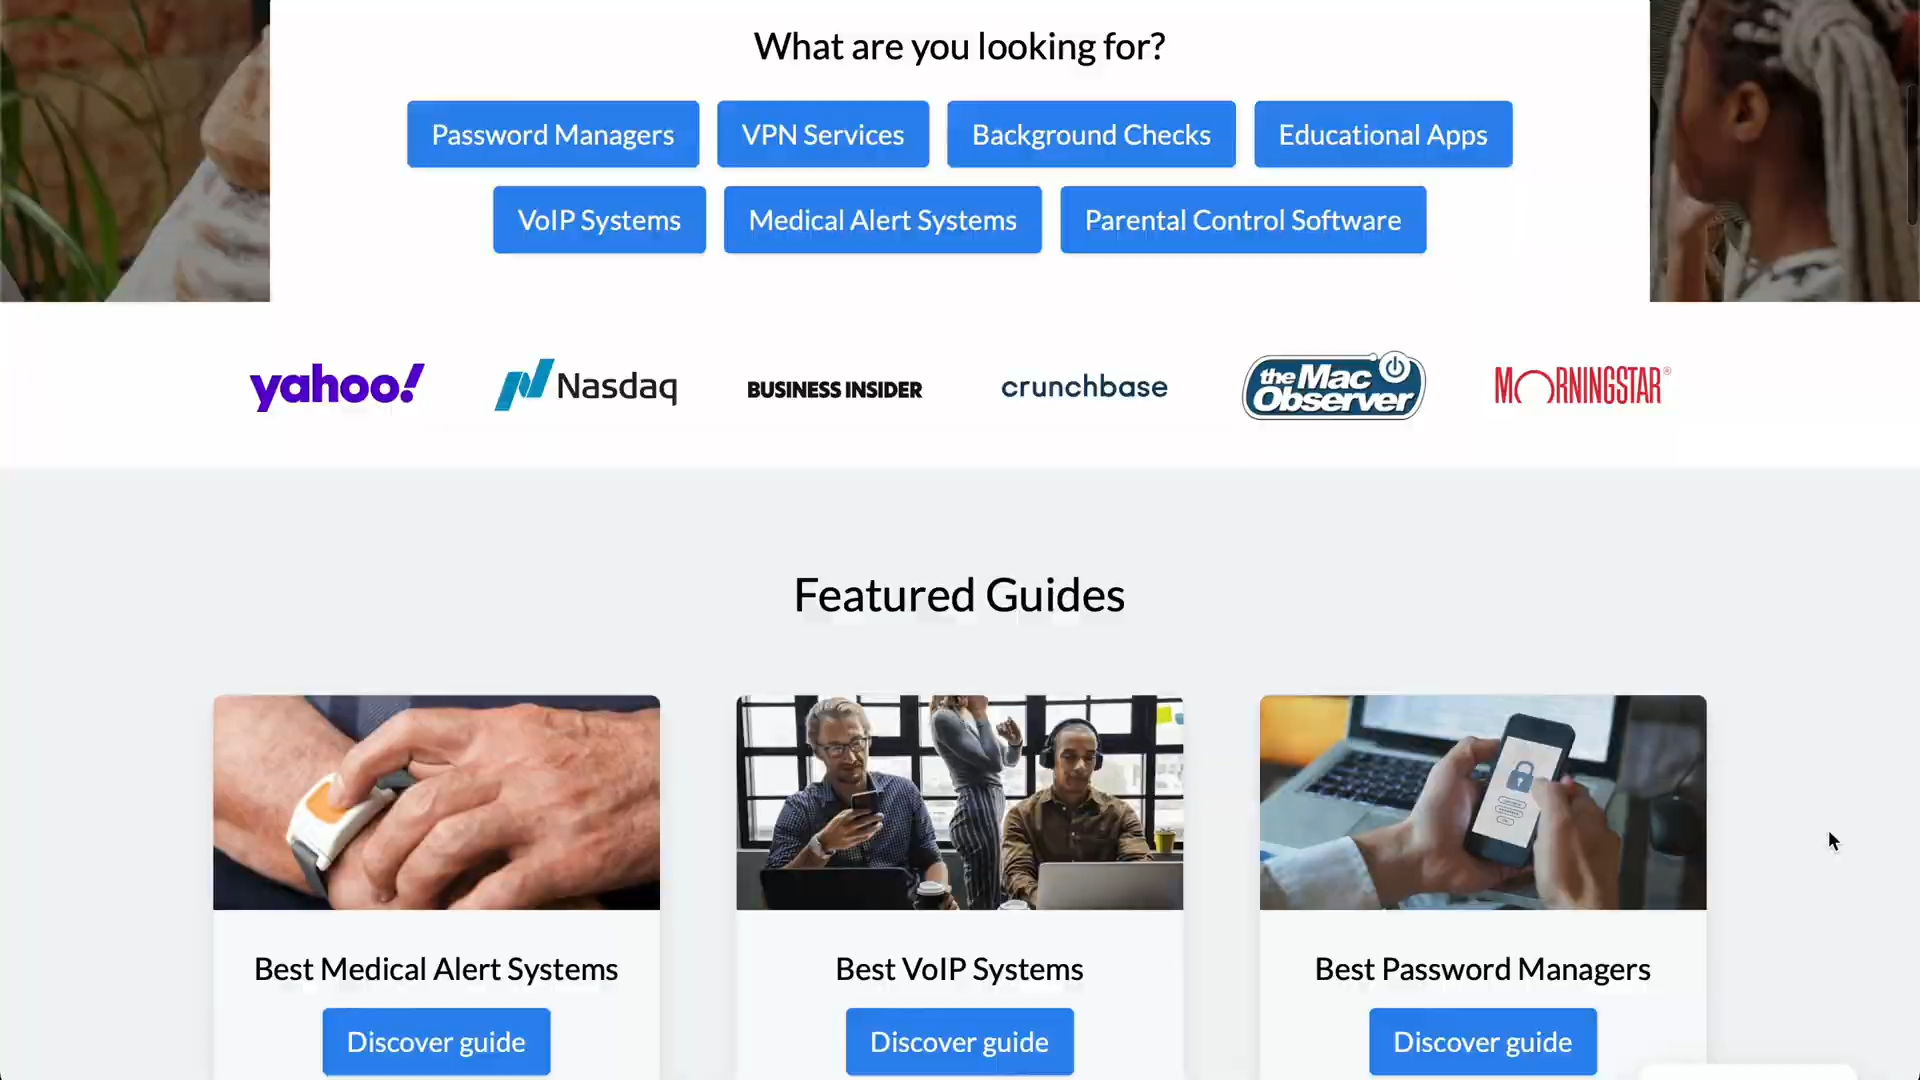 What are you looking for?
Password Managers
VPN Services
Background Checks
Educational Apps
VoIP Systems
Medical Alert Systems
Parental Control Software
yahoo!
Nasdaq
BUSINESS INSIDER
crunchbase
the Mac
Observer
MORNINGSTAR®
Featured Guides
Best Medical Alert Systems
Best VoIP Systems
Best Password Managers
Discover guide
Discover guide
Discover guide